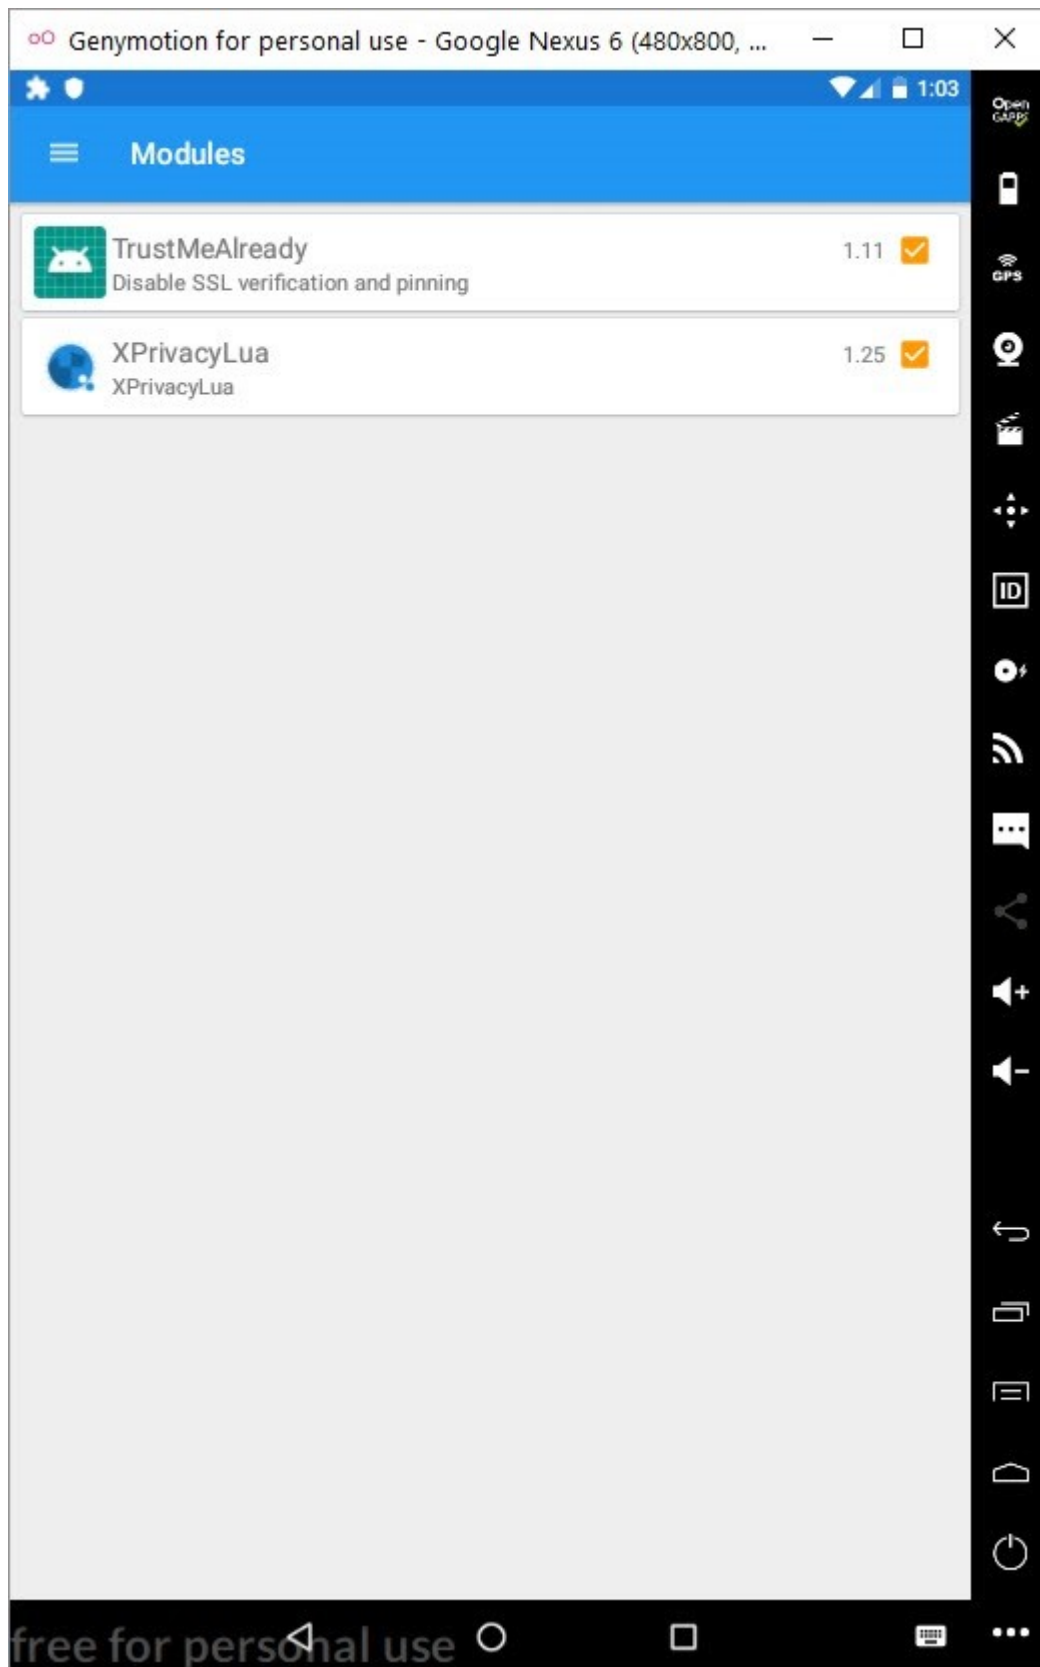 Genymotion for personal use - Google Nexus 6 (480x800, ...
1:03
Open
GAPPS
Modules
TrustMeAlready
1.11
Disable SSL verification and pinning
GPS
XPrivacyLua
1.25
XPrivacyLua
ID
free for personal use